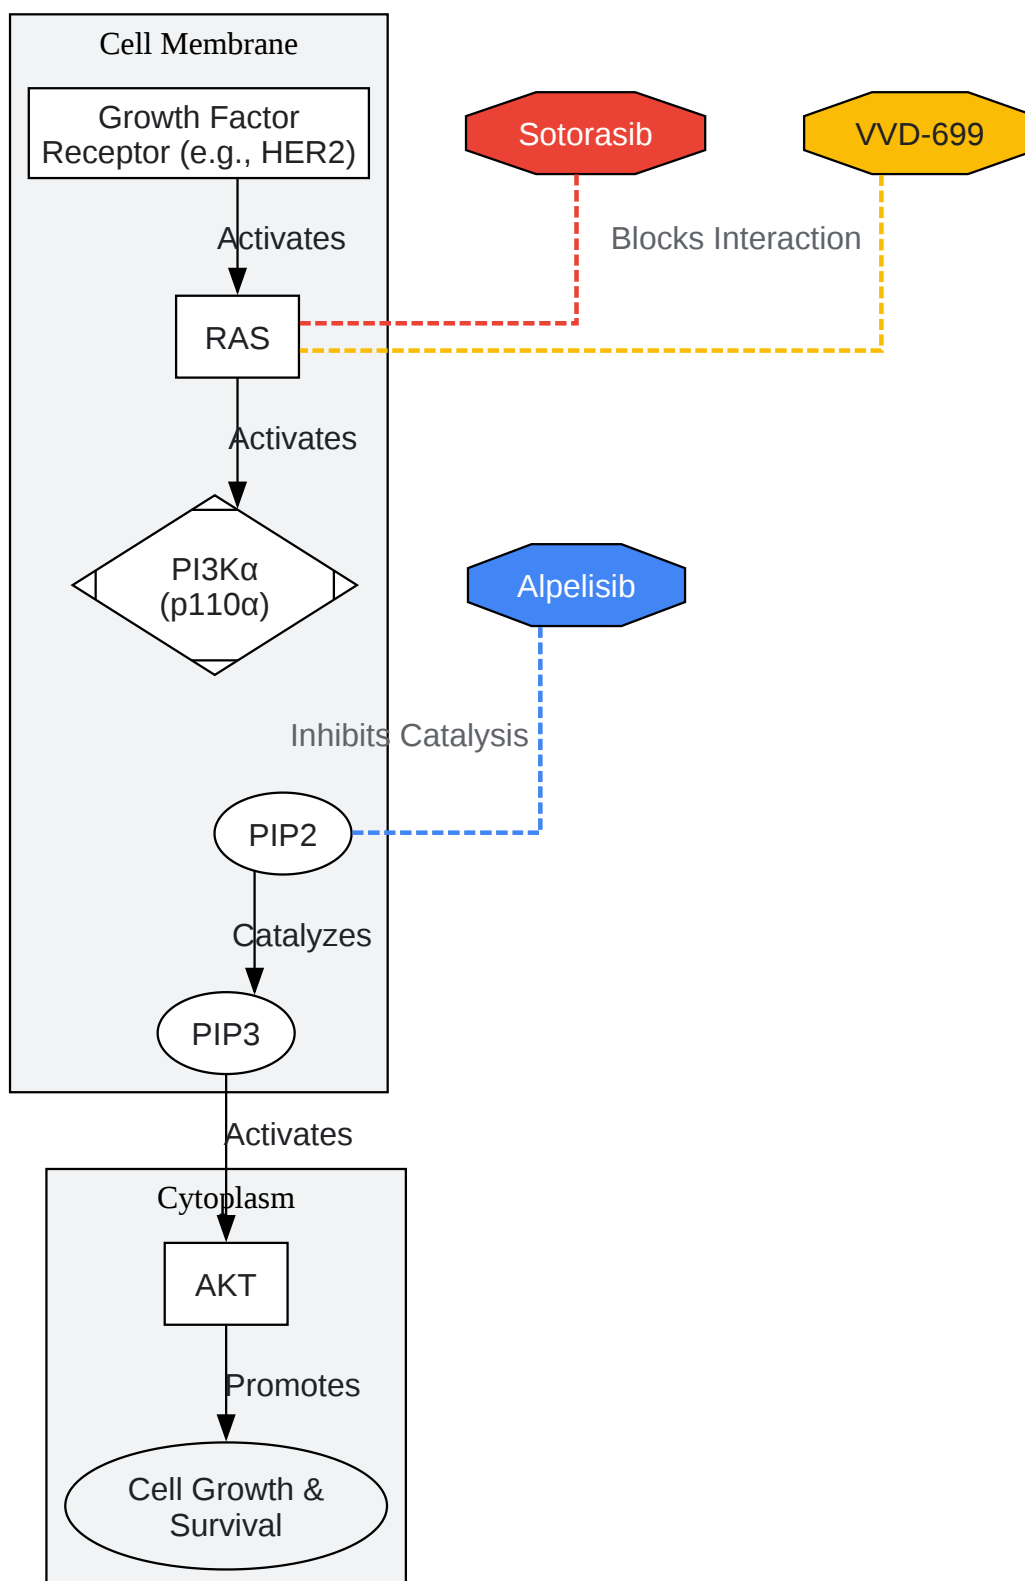 Cell Membrane
Growth Factor
Receptor (e.g., HER2)
Sotorasib
VVD-699
Activates
Blocks Interaction
RAS
Activates
PI3Kα
(p110α)
Alpelisib
Inhibits Catalysis
PIP2
Catalyzes
PIP3
Activates
Cytoplasm
AKT
Promotes
Cell Growth &
Survival